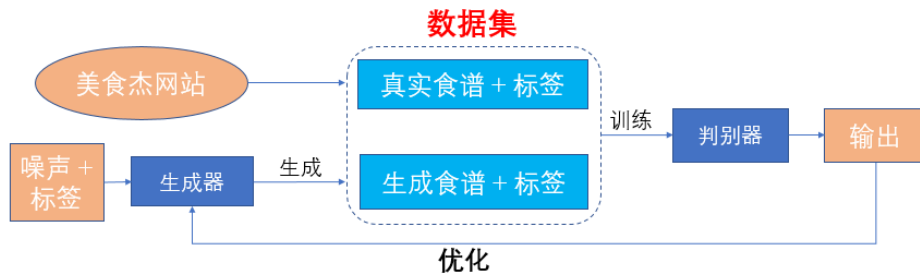 数据集
美食杰网站
真实食谱 + 标签
训练
判别器
输出
噪声 +
标签
生成器
生成
生成食谱 + 标签
优化